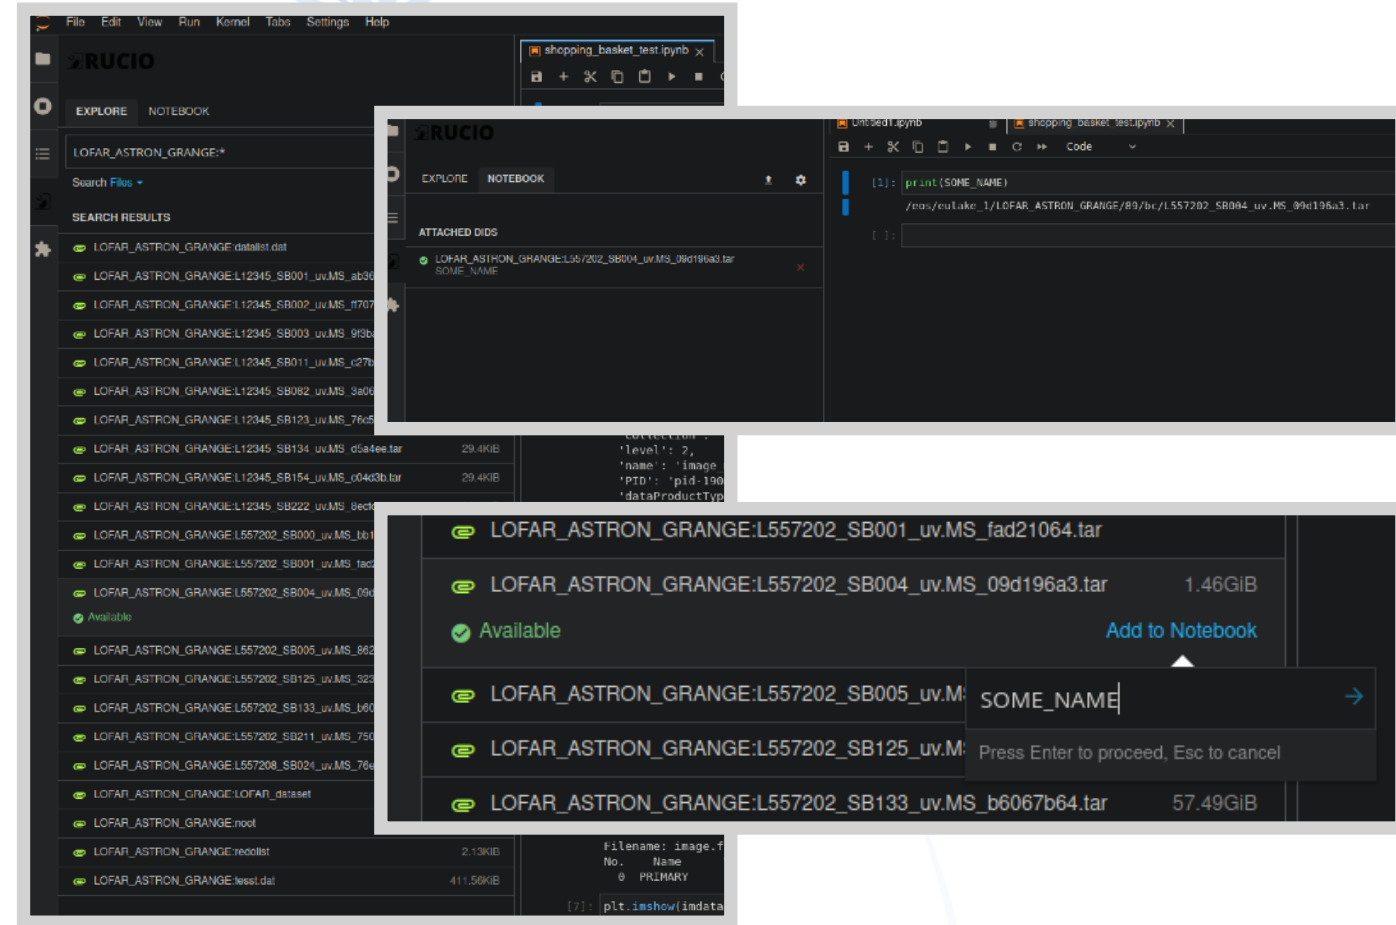 File Edit View Run Kernel Tabs Settings Help
RUCIO
EXPLORE NOTEBOOK
LOFAR_ASTRON_GRANGE:*
Search Files
SEARCH RESULTS
LOFAR_ASTRON_GRANGE:datalist.dat
LOFAR_ASTRON_GRANGE:L12345_SB001_uv.MS_ab36
LOFAR_ASTRON_GRANGE:L12345_SB002_uv.MS_ff707
LOFAR_ASTRON_GRANGE:L12345_SB003_uv.MS_9f3ba
LOFAR_ASTRON_GRANGE:L12345_SB011_uv.MS_c27b
LOFAR_ASTRON_GRANGE:L12345_SB082_uv.MS_3a06
LOFAR_ASTRON_GRANGE:L12345_SB123_uv.MS_76c5
LOFAR_ASTRON_GRANGE:L12345_SB134_uv.MS_d5a4ee.tar 29.4KiB
LOFAR_ASTRON_GRANGE:L12345_SB154_uv.MS_c04d3b.tar 29.4KiB
LOFAR_ASTRON_GRANGE:L12345_SB222_uv.MS_8ecf
LOFAR_ASTRON_GRANGE:L557202_SB000_uv.MS_bb1
LOFAR_ASTRON_GRANGE:L557202_SB001_uv.MS_fad2
LOFAR_ASTRON_GRANGE:L557202_SB004_uv.MS_09d
Available
LOFAR_ASTRON_GRANGE:L557202_SB005_uv.MS_862
LOFAR_ASTRON_GRANGE:L557202_SB125_uv.MS_323
LOFAR_ASTRON_GRANGE:L557202_SB133_uv.MS_b60
LOFAR_ASTRON_GRANGE:L557202_SB211_uv.MS_750
LOFAR_ASTRON_GRANGE:L557208_SB024_uv.MS_76e
LOFAR_ASTRON_GRANGE:LOFAR_dataset
LOFAR_ASTRON_GRANGE:noot
LOFAR_ASTRON_GRANGE:redolist 2.13KiB
LOFAR_ASTRON_GRANGE:tesst.dat 411.56KiB
shopping_basket_test.ipynb
'level': 2,
'name': 'image_
'PID': 'pid-190
'dataProductTyp
Filename: image.f
No. Name
0 PRIMARY
[7]: plt.imshow(imdata
RUCIO
EXPLORE NOTEBOOK
ATTACHED DIDS
LOFAR_ASTRON_GRANGE:L557202_SB004_uv.MS_09d196a3.tar
SOME_NAME
Untitled1.ipynb shopping_basket_test.ipynb
Code
[1]: print(SOME_NAME)
/eos/eulake_1/LOFAR_ASTRON_GRANGE/89/bc/L557202_SB004_uv.MS_09d196a3.tar
[ ]:
LOFAR_ASTRON_GRANGE:L557202_SB001_uv.MS_fad21064.tar
LOFAR_ASTRON_GRANGE:L557202_SB004_uv.MS_09d196a3.tar 1.46GiB
Available Add to Notebook
LOFAR_ASTRON_GRANGE:L557202_SB005_uv.MS
SOME_NAME
LOFAR_ASTRON_GRANGE:L557202_SB125_uv.MS
Press Enter to proceed, Esc to cancel
LOFAR_ASTRON_GRANGE:L557202_SB133_uv.MS_b6067b64.tar 57.49GiB